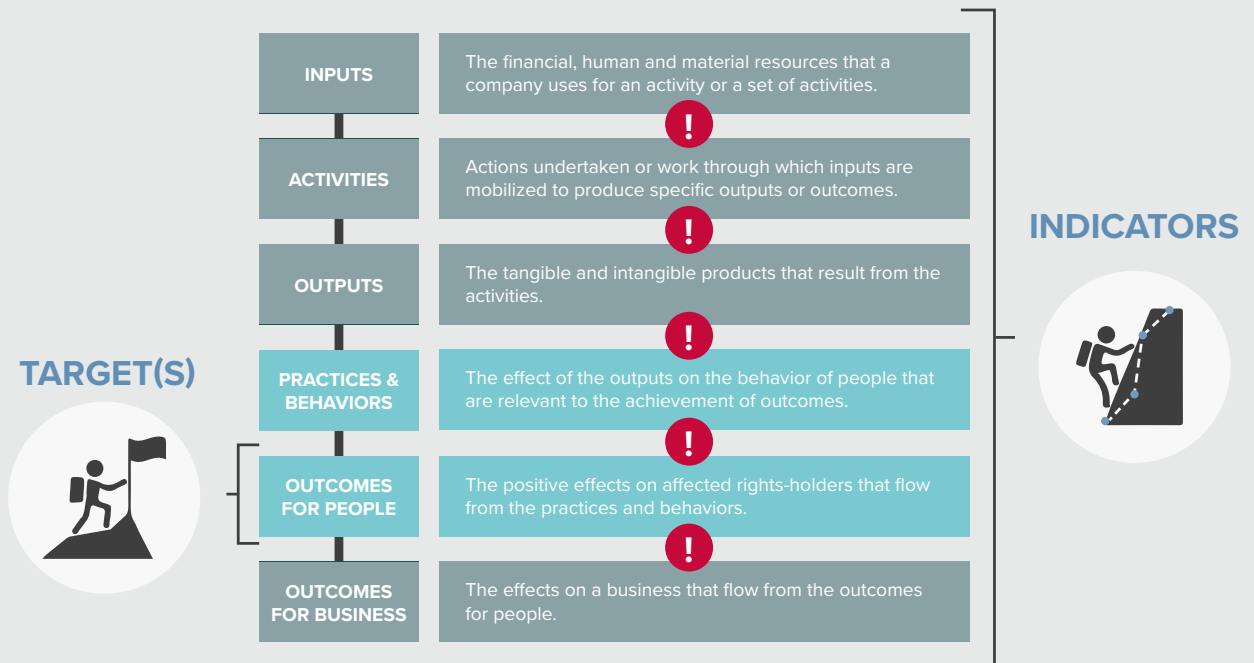 INPUTS
The financial, human and material resources that a
company uses for an activity or a set of activities.
!
ACTIVITIES
Actions undertaken or work through which inputs are
mobilized to produce specific outputs or outcomes.
!
OUTPUTS
The tangible and intangible products that result from the
activities.
!
PRACTICES &
BEHAVIORS
The effect of the outputs on the behavior of people that
are relevant to the achievement of outcomes.
!
OUTCOMES
FOR PEOPLE
The positive effects on affected rights-holders that flow
from the practices and behaviors.
!
OUTCOMES
FOR BUSINESS
The effects on a business that flow from the outcomes
for people.
TARGET(S)
INDICATORS